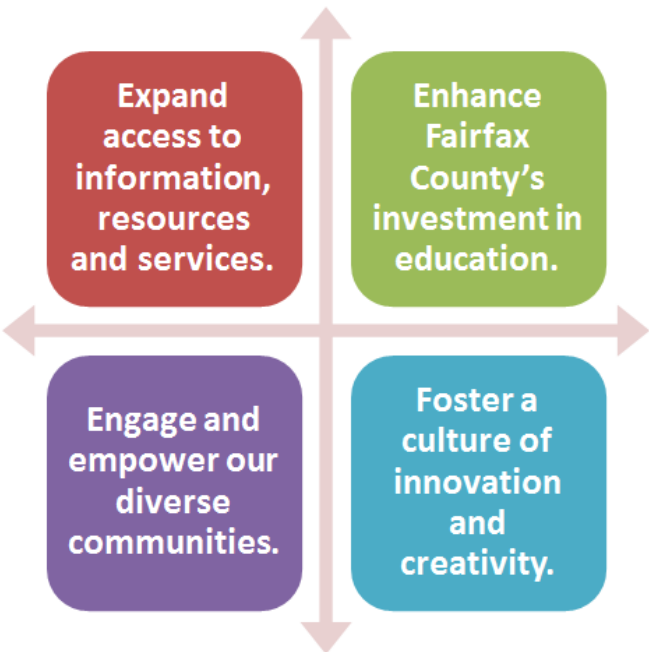 Expand
access to
information,
resources
and services.
Enhance
Fairfax
County’s
investment in
education.
Engage and
empower our
diverse
communities.
Foster a
culture of
innovation
and
creativity.